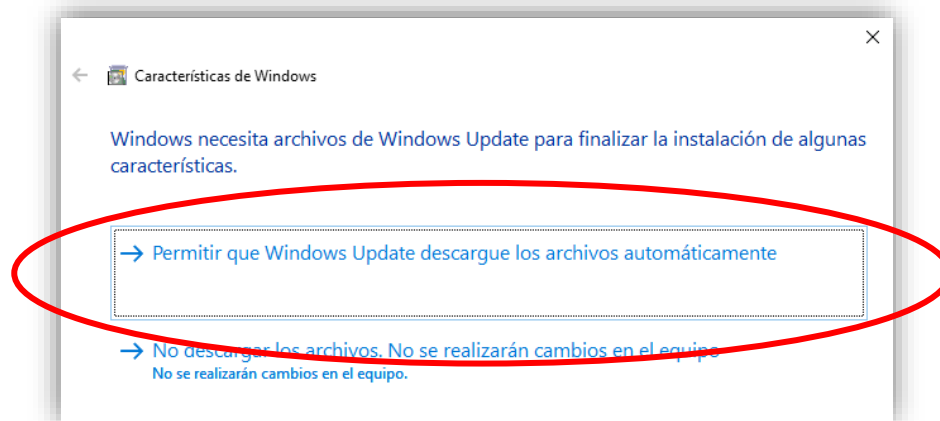 Características de Windows
Windows necesita archivos de Windows Update para finalizar la instalación de algunas
características.
Permitir que Windows Update descargue los archivos automáticamente
No descargar los archivos. No se realizarán cambios en el equipo
No se realizarán cambios en el equipo.